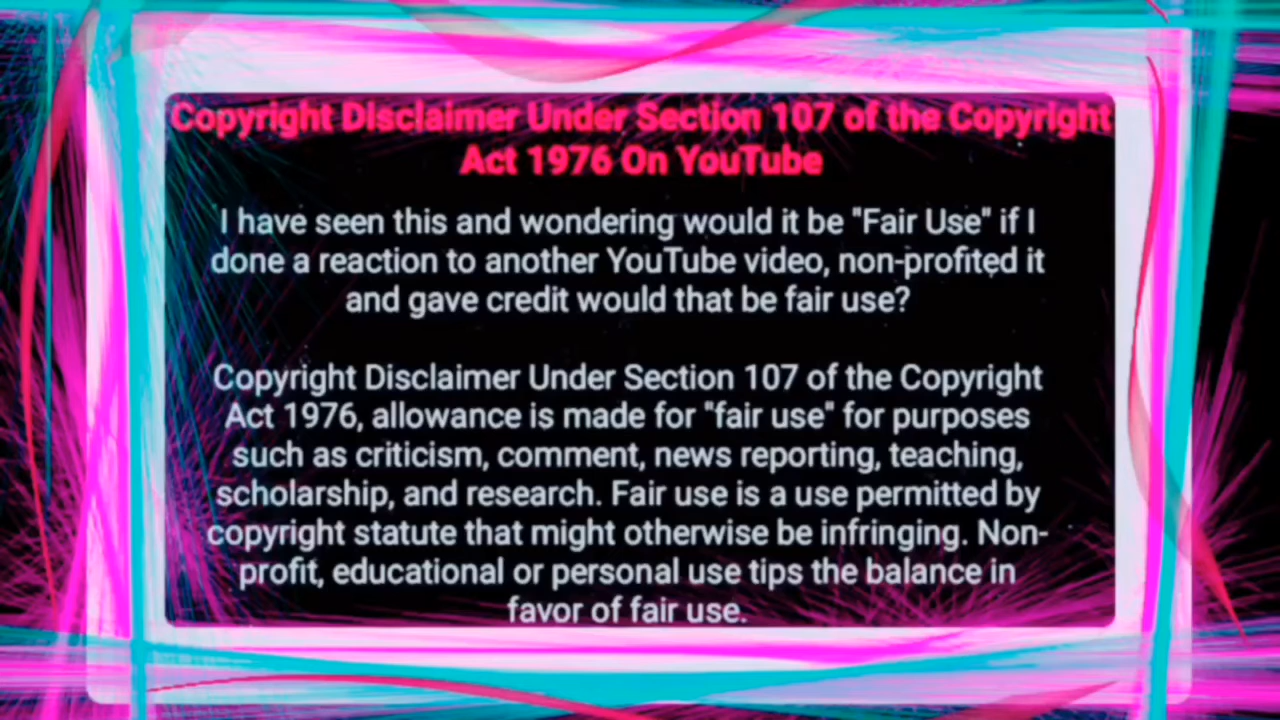 Copyright Disclaimer Under Section 107 of the Copyright
Act 1976 On YouTube
I have seen this and wondering would it be "Fair Use" if I
done a reaction to another YouTube video, non-profited it
and gave credit would that be fair use?
Copyright Disclaimer Under Section 107 of the Copyright
Act 1976, allowance is made for "fair use" for purposes
such as criticism, comment, news reporting, teaching,
scholarship, and research. Fair use is a use permitted by
copyright statute that might otherwise be infringing. Non-
profit, educational or personal use tips the balance in
favor of fair use.